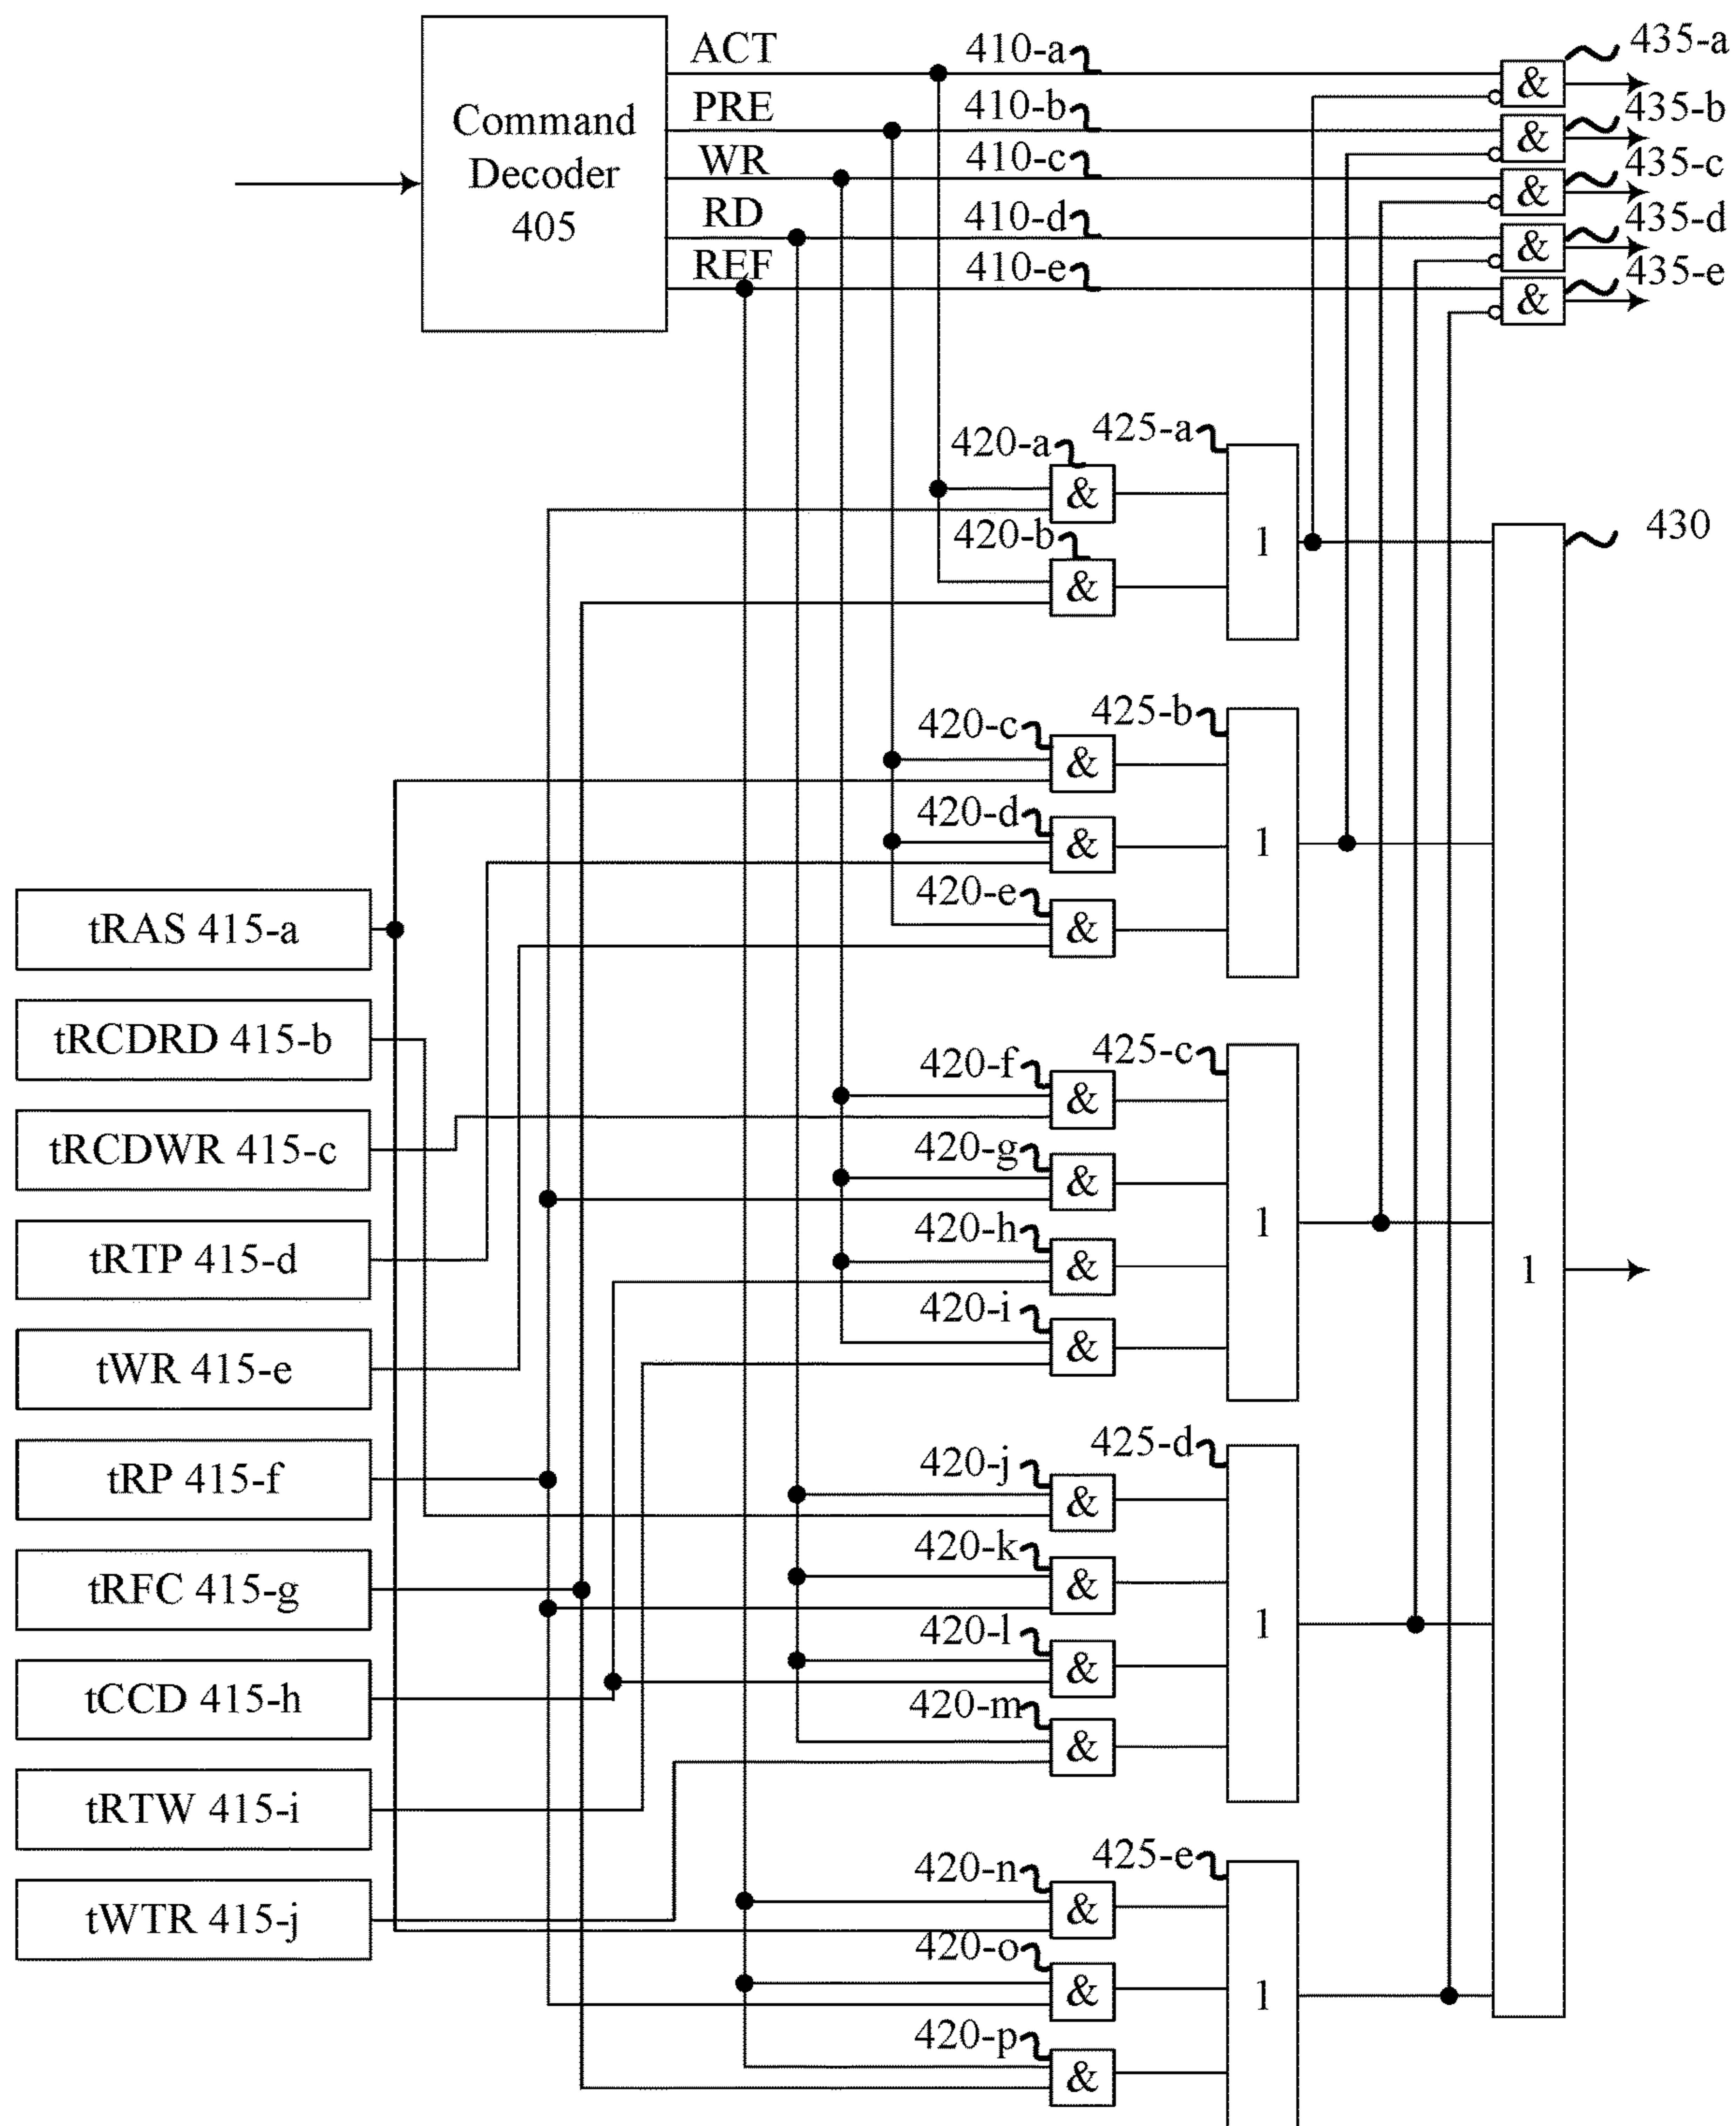 ACT 410-a 435-a
PRE 410-b 435-b
WR 410-c 435-c
RD 410-d 435-d
REF 410-e 435-e
Command
Decoder
405
&
&
&
&
&
420-a 425-a
&
420-b
&
1
430
420-c 425-b
&
420-d
&
1
420-e
&
tRAS 415-a
tRCDRD 415-b
tRCDWR 415-c
tRTP 415-d
tWR 415-e
tRP 415-f
tRFC 415-g
tCCD 415-h
tRTW 415-i
tWTR 415-j
420-f 425-c
&
420-g
&
1
420-h
&
420-i
&
1
420-j 425-d
&
420-k
&
1
420-l
&
420-m
&
420-n 425-e
&
420-o
&
1
420-p
&